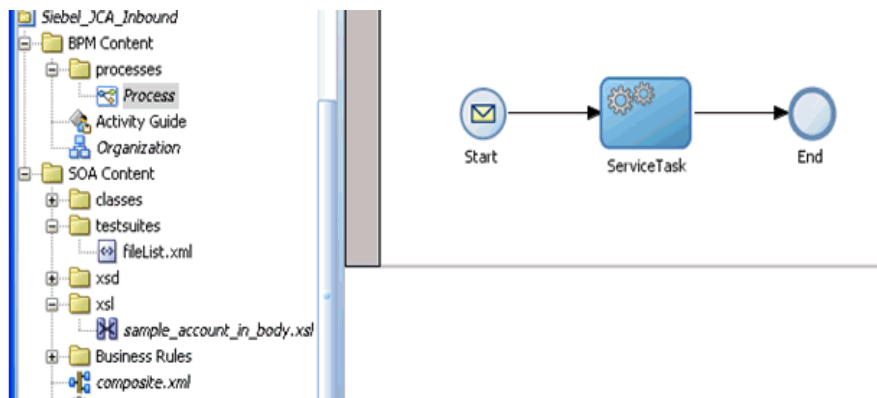 Siebel_JCA_Inbound
BPM Content
processes
Process
Activity Guide
Organization
SOA Content
classes
testsuites
fileList.xml
xsd
xsl
sample_account_in_body.xsl
Business Rules
composite.xml
Start
ServiceTask
End